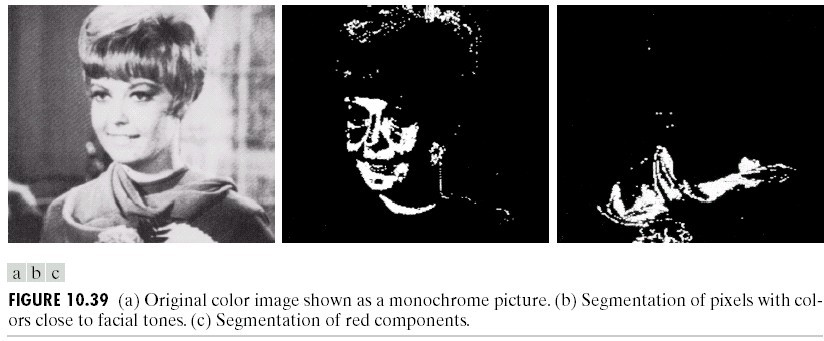 a b c
FIGURE 10.39 (a) Original color image shown as a monochrome picture. (b) Segmentation of pixels with col-
ors close to facial tones. (c) Segmentation of red components.